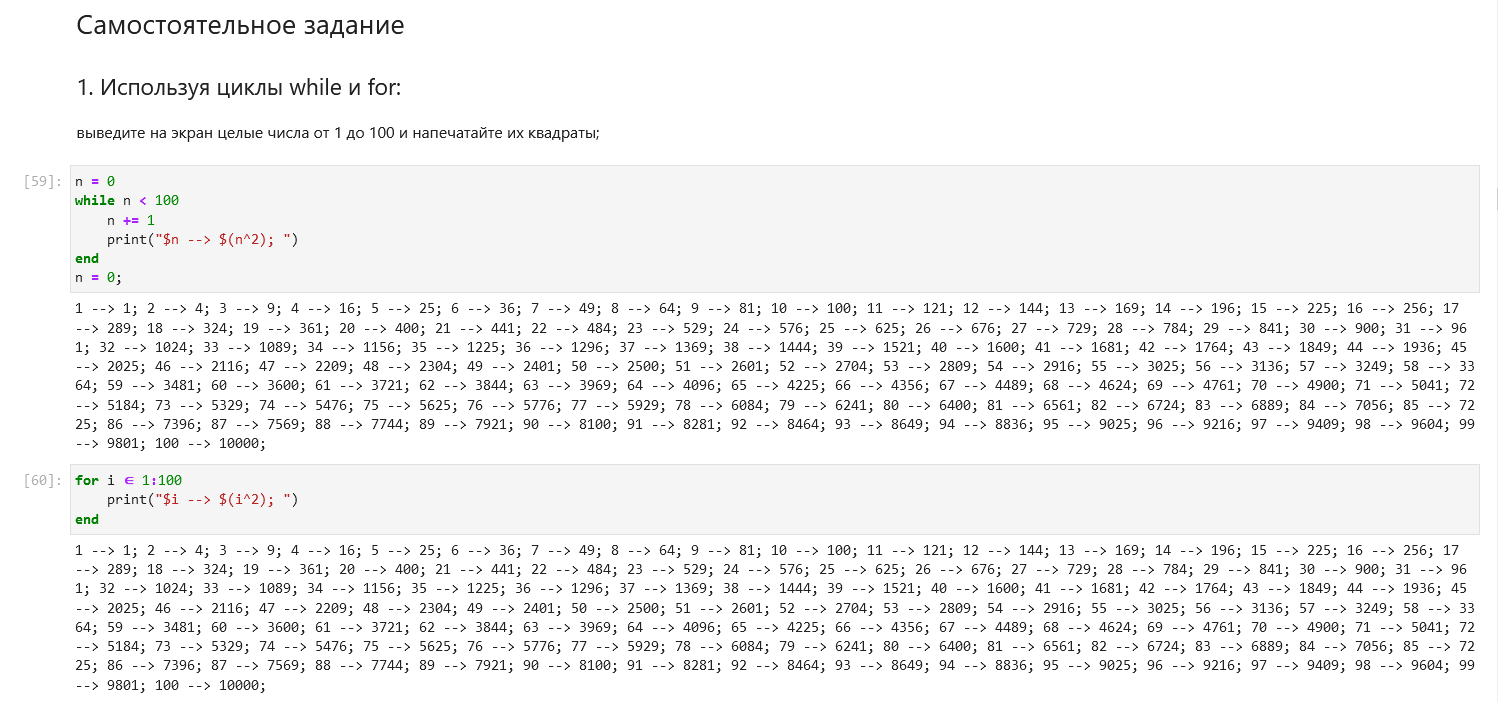 Самостоятельное задание
1. Используя циклы while и for:
выведите на экран целые числа от 1 до 100 и напечатайте их квадраты;
[59]:
n = 0
while n < 100
    n += 1
    print("$n --> $(n^2); ")
end
n = 0;
1 --> 1; 2 --> 4; 3 --> 9; 4 --> 16; 5 --> 25; 6 --> 36; 7 --> 49; 8 --> 64; 9 --> 81; 10 --> 100; 11 --> 121; 12 --> 144; 13 --> 169; 14 --> 196; 15 --> 225; 16 --> 256; 17
--> 289; 18 --> 324; 19 --> 361; 20 --> 400; 21 --> 441; 22 --> 484; 23 --> 529; 24 --> 576; 25 --> 625; 26 --> 676; 27 --> 729; 28 --> 784; 29 --> 841; 30 --> 900; 31 --> 96
1; 32 --> 1024; 33 --> 1089; 34 --> 1156; 35 --> 1225; 36 --> 1296; 37 --> 1369; 38 --> 1444; 39 --> 1521; 40 --> 1600; 41 --> 1681; 42 --> 1764; 43 --> 1849; 44 --> 1936; 45
--> 2025; 46 --> 2116; 47 --> 2209; 48 --> 2304; 49 --> 2401; 50 --> 2500; 51 --> 2601; 52 --> 2704; 53 --> 2809; 54 --> 2916; 55 --> 3025; 56 --> 3136; 57 --> 3249; 58 --> 33
64; 59 --> 3481; 60 --> 3600; 61 --> 3721; 62 --> 3844; 63 --> 3969; 64 --> 4096; 65 --> 4225; 66 --> 4356; 67 --> 4489; 68 --> 4624; 69 --> 4761; 70 --> 4900; 71 --> 5041; 72
--> 5184; 73 --> 5329; 74 --> 5476; 75 --> 5625; 76 --> 5776; 77 --> 5929; 78 --> 6084; 79 --> 6241; 80 --> 6400; 81 --> 6561; 82 --> 6724; 83 --> 6889; 84 --> 7056; 85 --> 72
25; 86 --> 7396; 87 --> 7569; 88 --> 7744; 89 --> 7921; 90 --> 8100; 91 --> 8281; 92 --> 8464; 93 --> 8649; 94 --> 8836; 95 --> 9025; 96 --> 9216; 97 --> 9409; 98 --> 9604; 99
--> 9801; 100 --> 10000;
[60]:
for i ∈ 1:100
    print("$i --> $(i^2); ")
end
1 --> 1; 2 --> 4; 3 --> 9; 4 --> 16; 5 --> 25; 6 --> 36; 7 --> 49; 8 --> 64; 9 --> 81; 10 --> 100; 11 --> 121; 12 --> 144; 13 --> 169; 14 --> 196; 15 --> 225; 16 --> 256; 17
--> 289; 18 --> 324; 19 --> 361; 20 --> 400; 21 --> 441; 22 --> 484; 23 --> 529; 24 --> 576; 25 --> 625; 26 --> 676; 27 --> 729; 28 --> 784; 29 --> 841; 30 --> 900; 31 --> 96
1; 32 --> 1024; 33 --> 1089; 34 --> 1156; 35 --> 1225; 36 --> 1296; 37 --> 1369; 38 --> 1444; 39 --> 1521; 40 --> 1600; 41 --> 1681; 42 --> 1764; 43 --> 1849; 44 --> 1936; 45
--> 2025; 46 --> 2116; 47 --> 2209; 48 --> 2304; 49 --> 2401; 50 --> 2500; 51 --> 2601; 52 --> 2704; 53 --> 2809; 54 --> 2916; 55 --> 3025; 56 --> 3136; 57 --> 3249; 58 --> 33
64; 59 --> 3481; 60 --> 3600; 61 --> 3721; 62 --> 3844; 63 --> 3969; 64 --> 4096; 65 --> 4225; 66 --> 4356; 67 --> 4489; 68 --> 4624; 69 --> 4761; 70 --> 4900; 71 --> 5041; 72
--> 5184; 73 --> 5329; 74 --> 5476; 75 --> 5625; 76 --> 5776; 77 --> 5929; 78 --> 6084; 79 --> 6241; 80 --> 6400; 81 --> 6561; 82 --> 6724; 83 --> 6889; 84 --> 7056; 85 --> 72
25; 86 --> 7396; 87 --> 7569; 88 --> 7744; 89 --> 7921; 90 --> 8100; 91 --> 8281; 92 --> 8464; 93 --> 8649; 94 --> 8836; 95 --> 9025; 96 --> 9216; 97 --> 9409; 98 --> 9604; 99
--> 9801; 100 --> 10000;